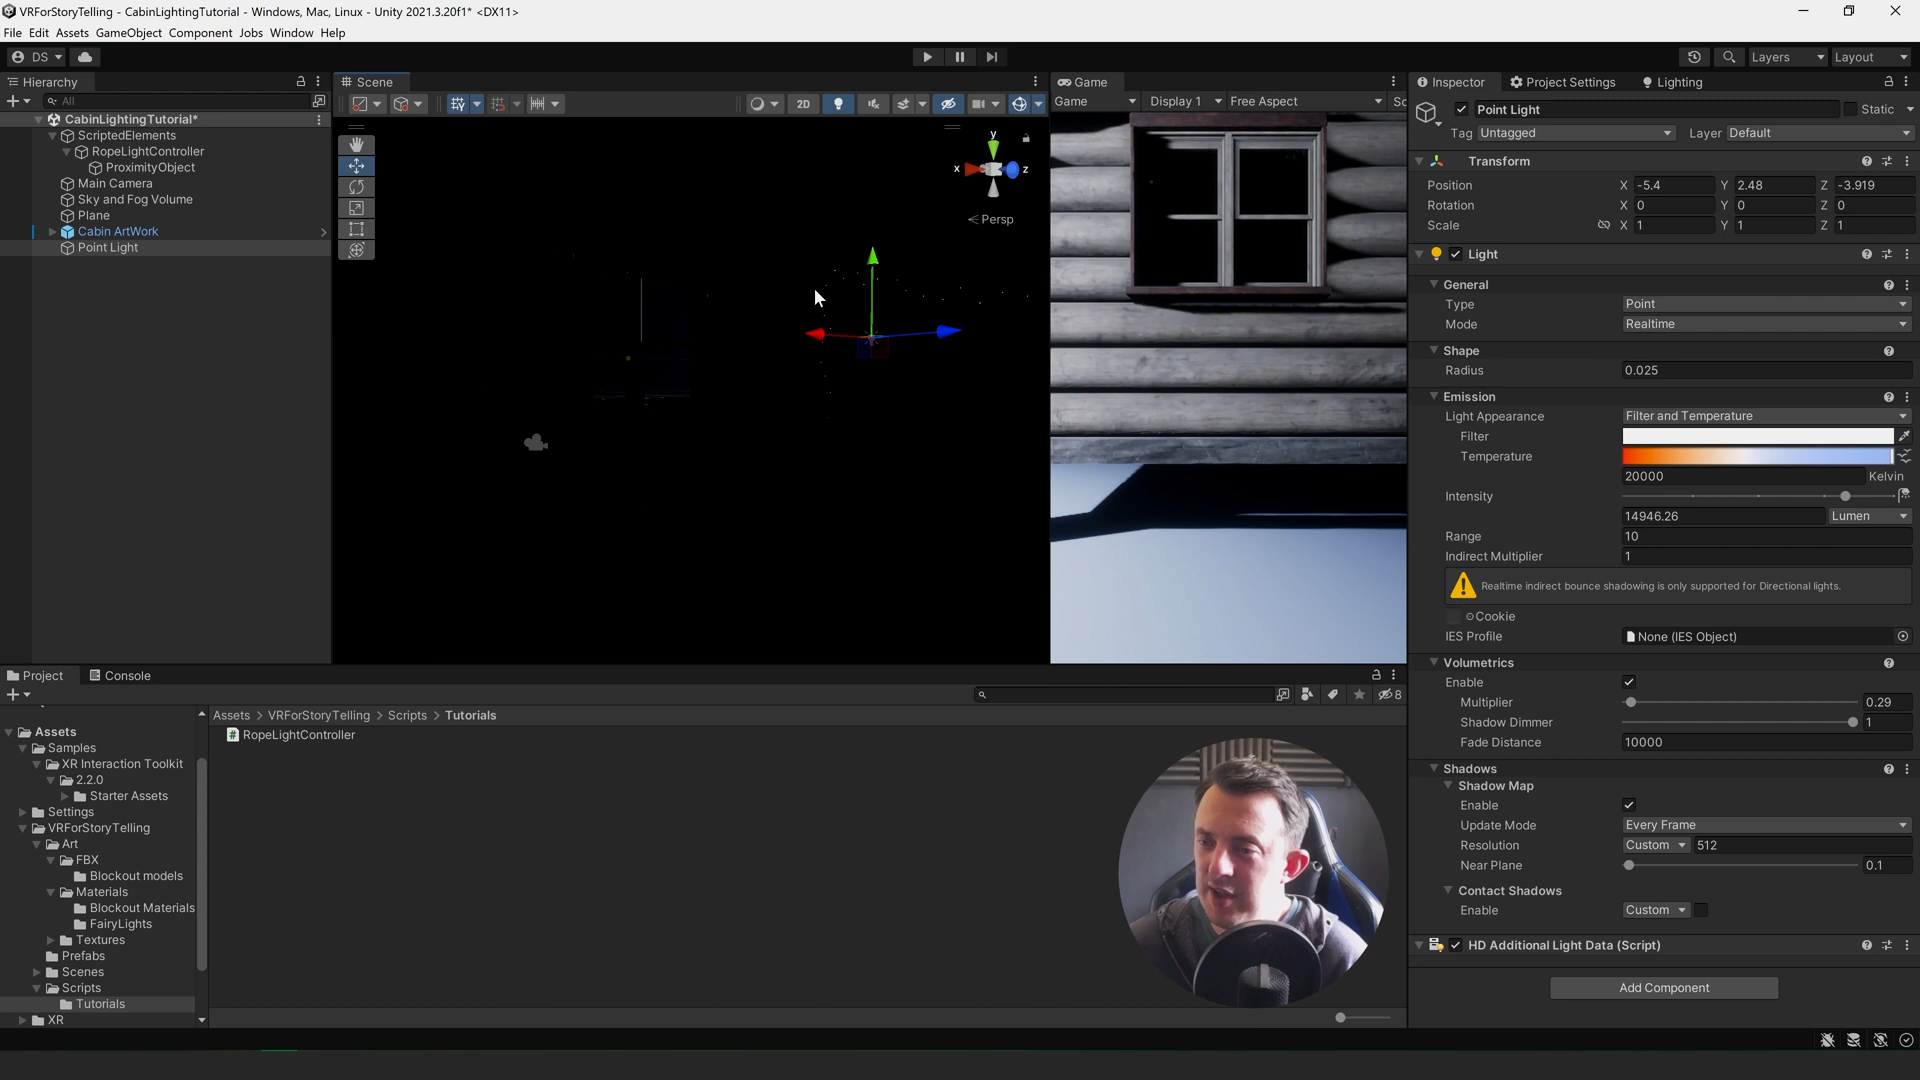 VRForStoryTelling - CabinLightingTutorial - Windows, Mac, Linux - Unity 2021.3.20f1* <DX11>
File Edit Assets GameObject Component Jobs Window Help
DS
Layers
Layout
Hierarchy
All
CabinLightingTutorial*
ScriptedElements
RopeLightController
ProximityObject
Main Camera
Sky and Fog Volume
Plane
Cabin ArtWork
Point Light
Scene
2D
y
x
z
Persp
Game
Game
Display 1
Free Aspect
Sc
Inspector
Project Settings
Lighting
Point Light
Static
Tag
Untagged
Layer
Default
Transform
Position X -5.4 Y 2.48 Z -3.919
Rotation X 0 Y 0 Z 0
Scale X 1 Y 1 Z 1
Light
General
Type Point
Mode Realtime
Shape
Radius 0.025
Emission
Light Appearance Filter and Temperature
Filter
Temperature
20000 Kelvin
Intensity
14946.26 Lumen
Range 10
Indirect Multiplier 1
Realtime indirect bounce shadowing is only supported for Directional lights.
Cookie
IES Profile None (IES Object)
Volumetrics
Enable
Multiplier 0.29
Shadow Dimmer 1
Fade Distance 10000
Shadows
Shadow Map
Enable
Update Mode Every Frame
Resolution Custom 512
Near Plane 0.1
Contact Shadows
Enable Custom
HD Additional Light Data (Script)
Add Component
Project
Console
8
Assets
Samples
XR Interaction Toolkit
2.2.0
Starter Assets
Settings
VRForStoryTelling
Art
FBX
Blockout models
Materials
Blockout Materials
FairyLights
Textures
Prefabs
Scenes
Scripts
Tutorials
XR
Assets > VRForStoryTelling > Scripts > Tutorials
RopeLightController